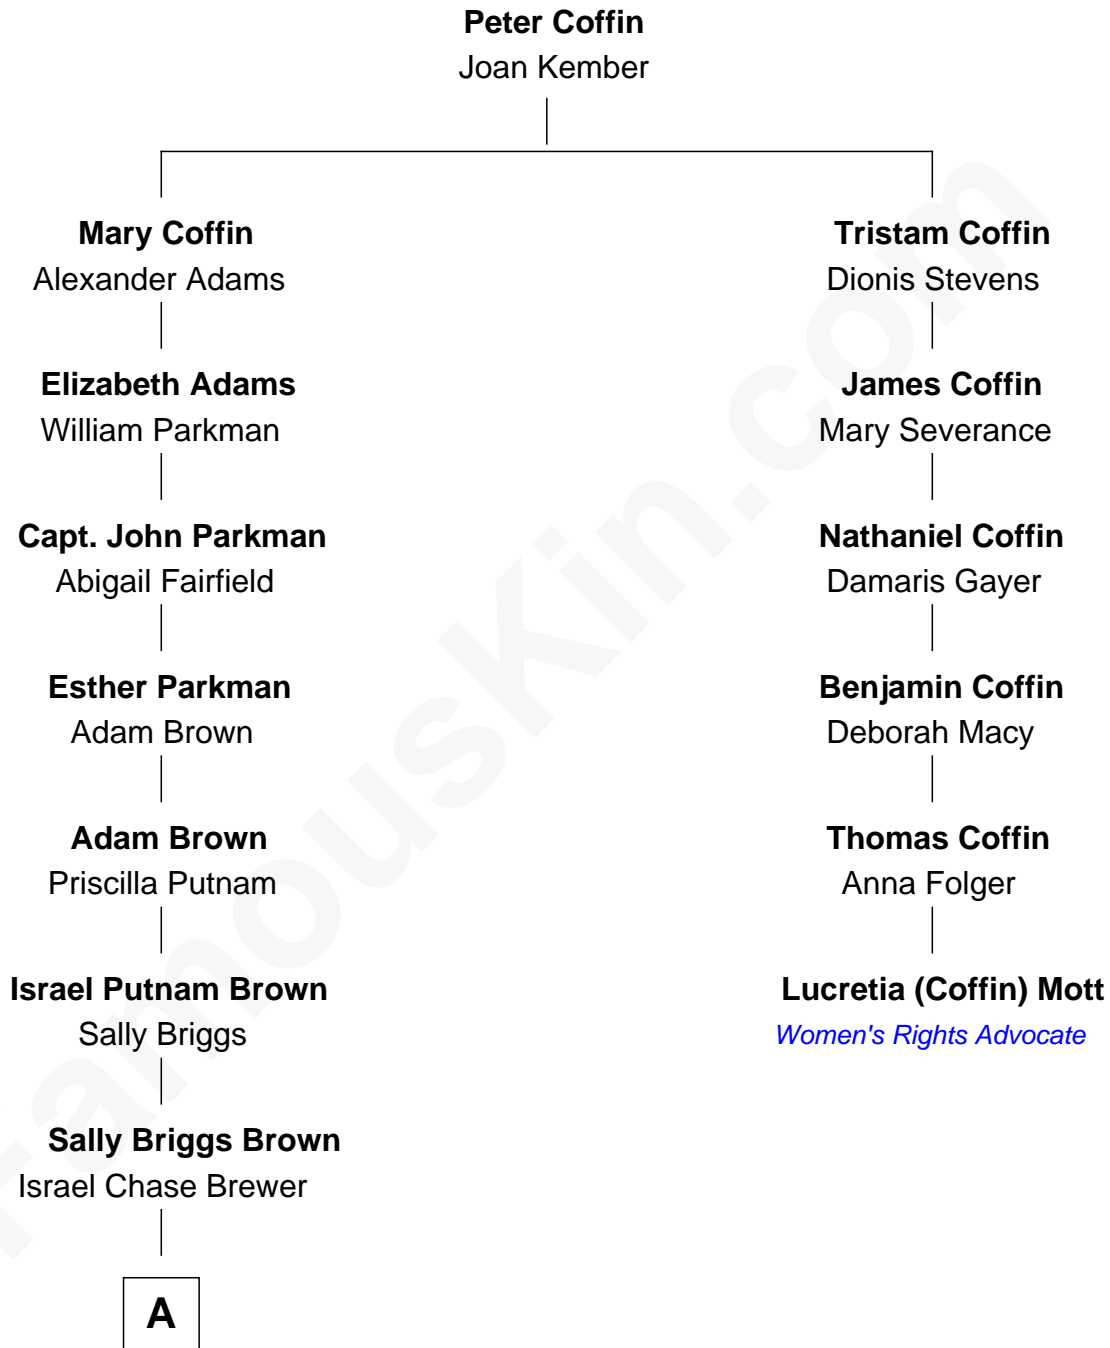 Peter Coffin
Joan Kember
Mary Coffin
Alexander Adams
Tristam Coffin
Dionis Stevens
Elizabeth Adams
William Parkman
James Coffin
Mary Severance
Capt. John Parkman
Abigail Fairfield
Nathaniel Coffin
Damaris Gayer
Esther Parkman
Adam Brown
Benjamin Coffin
Deborah Macy
Adam Brown
Priscilla Putnam
Thomas Coffin
Anna Folger
Israel Putnam Brown
Sally Briggs
Lucretia (Coffin) Mott
Women's Rights Advocate
Sally Briggs Brown
Israel Chase Brewer
A
FamousKin.com